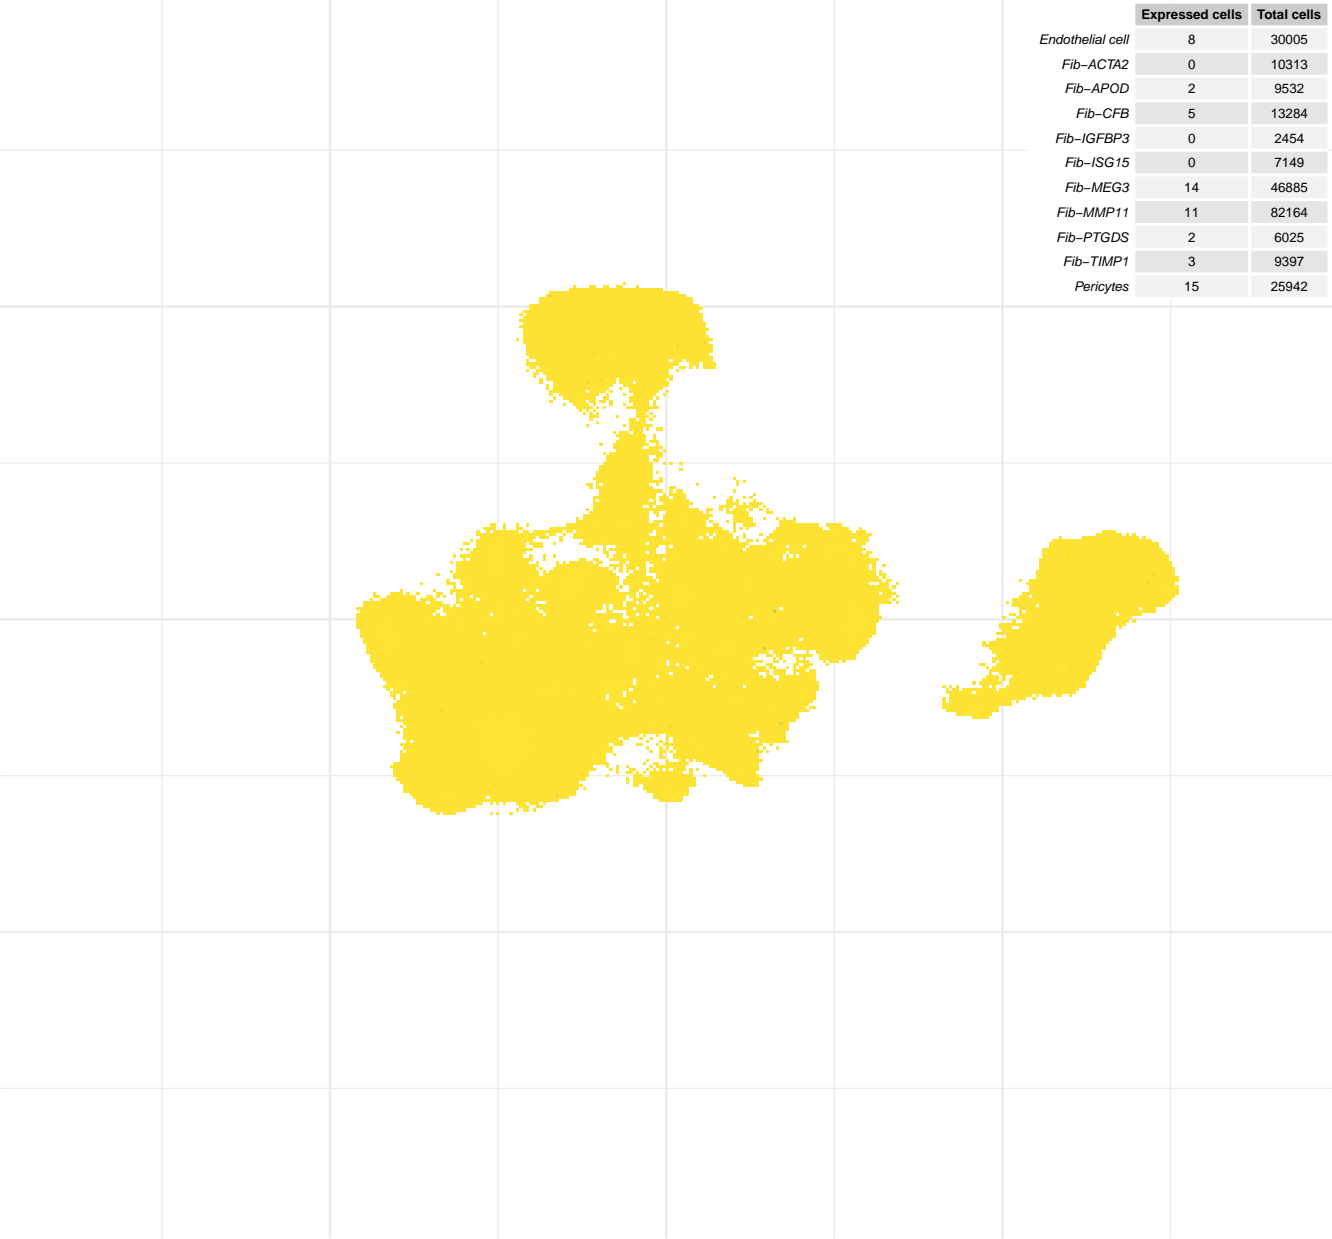 Expressed cells Total cells
Endothelial cell 8 30005
Fib−ACTA2 0 10313
Fib−APOD 2 9532
Fib−CFB 5 13284
Fib−IGFBP3 0 2454
Fib−ISG15 0 7149
Fib−MEG3 14 46885
Fib−MMP11 11 82164
Fib−PTGDS 2 6025
Fib−TIMP1 3 9397
Pericytes 15 25942